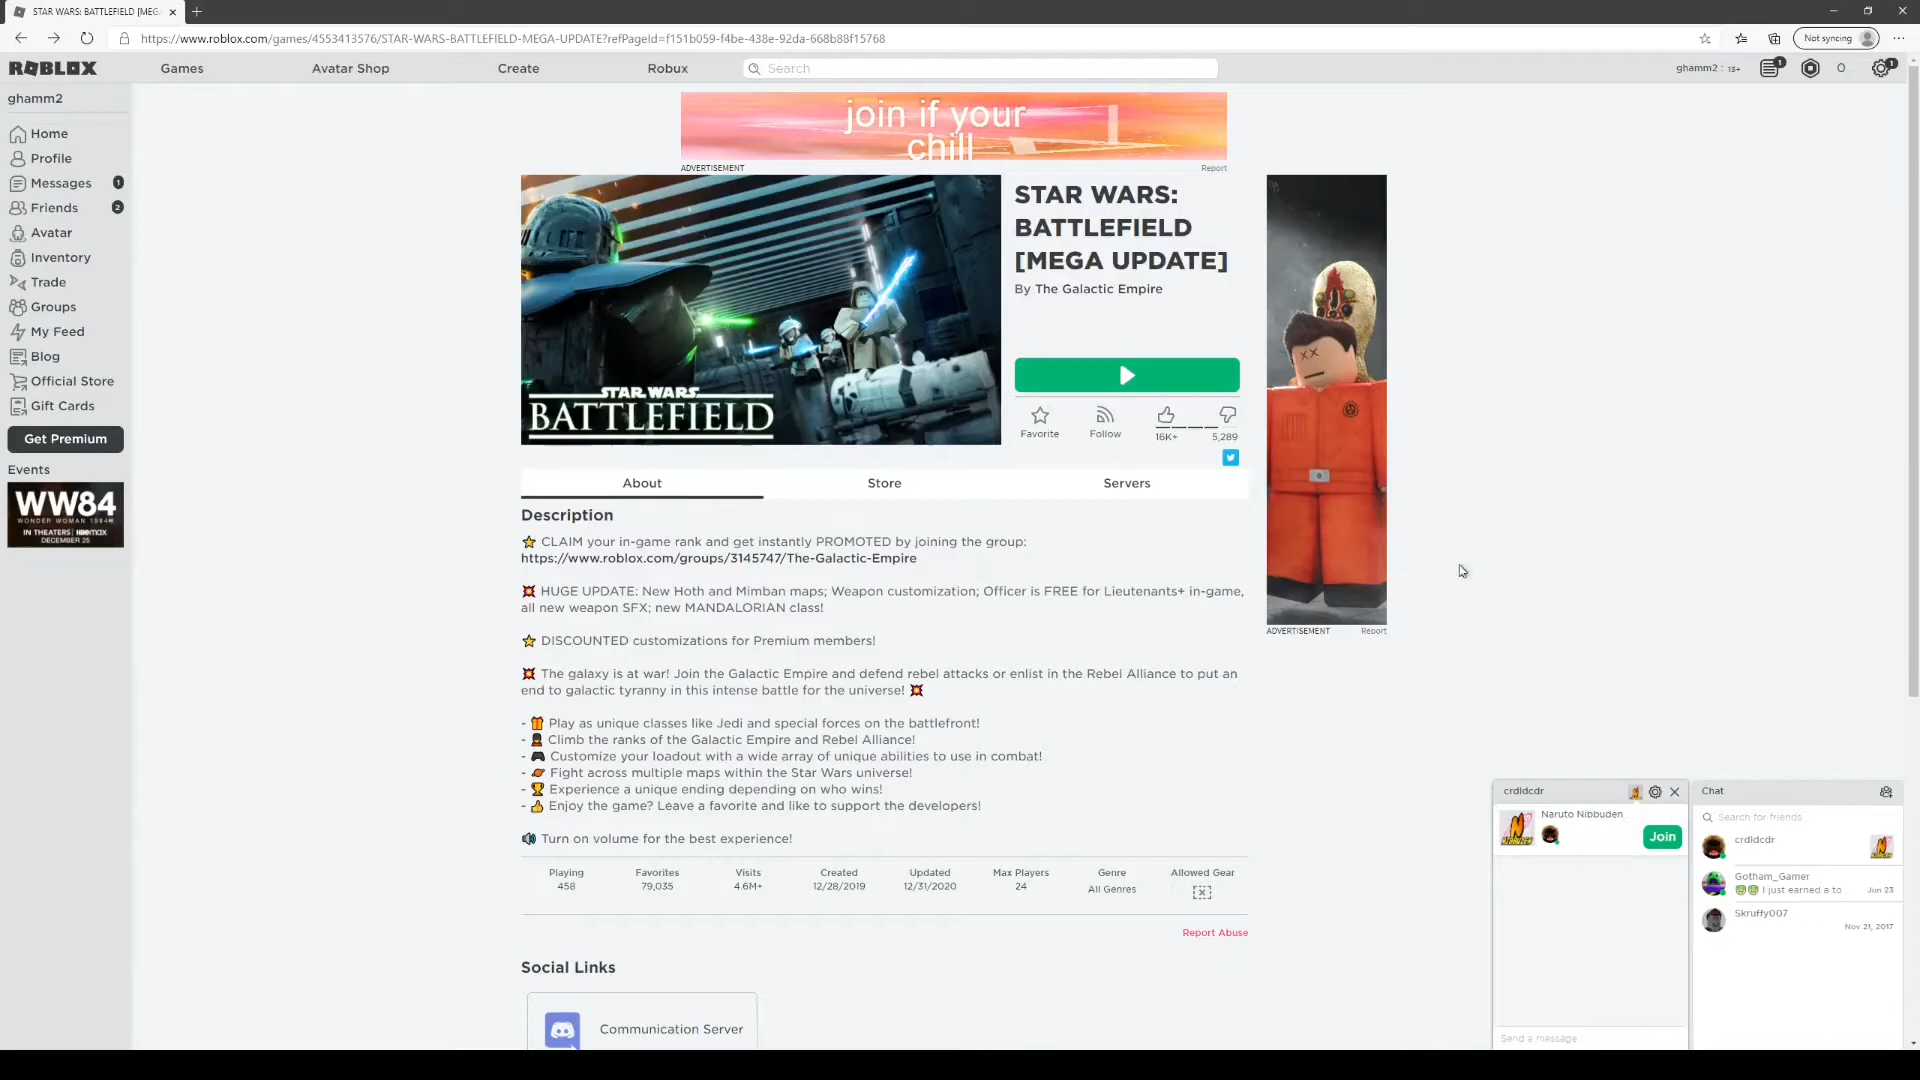 STAR WARS: BATTLEFIELD [MEG
https://www.roblox.com/games/4553413576/STAR-WARS-BATTLEFIELD-MEGA-UPDATE?refPageId=f151b059-f4be-438e-92da-668b88f15768
Not syncing
ROBLOX
Games
Avatar Shop
Create
Robux
Search
ghamm2 : 13+
1
0
1
ghamm2
Home
Profile
Messages 1
Friends 2
Avatar
Inventory
Trade
Groups
My Feed
Blog
Official Store
Gift Cards
Get Premium
Events
WW84
WONDER WOMAN 1984
IN THEATERS | HBOmax
DECEMBER 25
join if your
chill
ADVERTISEMENT
Report
STAR WARS
BATTLEFIELD
STAR WARS:
BATTLEFIELD
[MEGA UPDATE]
By The Galactic Empire
Favorite
Follow
16K+
5,289
About
Store
Servers
Description
⭐ CLAIM your in-game rank and get instantly PROMOTED by joining the group:
https://www.roblox.com/groups/3145747/The-Galactic-Empire
💥 HUGE UPDATE: New Hoth and Mimban maps; Weapon customization; Officer is FREE for Lieutenants+ in-game,
all new weapon SFX; new MANDALORIAN class!
⭐ DISCOUNTED customizations for Premium members!
💥 The galaxy is at war! Join the Galactic Empire and defend rebel attacks or enlist in the Rebel Alliance to put an
end to galactic tyranny in this intense battle for the universe! 💥
- 🎁 Play as unique classes like Jedi and special forces on the battlefront!
- 💂 Climb the ranks of the Galactic Empire and Rebel Alliance!
- 🎮 Customize your loadout with a wide array of unique abilities to use in combat!
- 🪐 Fight across multiple maps within the Star Wars universe!
- 🏆 Experience a unique ending depending on who wins!
- 👍 Enjoy the game? Leave a favorite and like to support the developers!
🔊 Turn on volume for the best experience!
Playing
Favorites
Visits
Created
Updated
Max Players
Genre
Allowed Gear
458
79,035
4.6M+
12/28/2019
12/31/2020
24
All Genres
Report Abuse
Social Links
Communication Server
ADVERTISEMENT
Report
crdldcdr
Naruto Nibbuden
Join
Send a message
Chat
Search for friends
crdldcdr
Gotham_Gamer
I just earned a to
Jun 23
Skruffy007
Nov 21, 2017